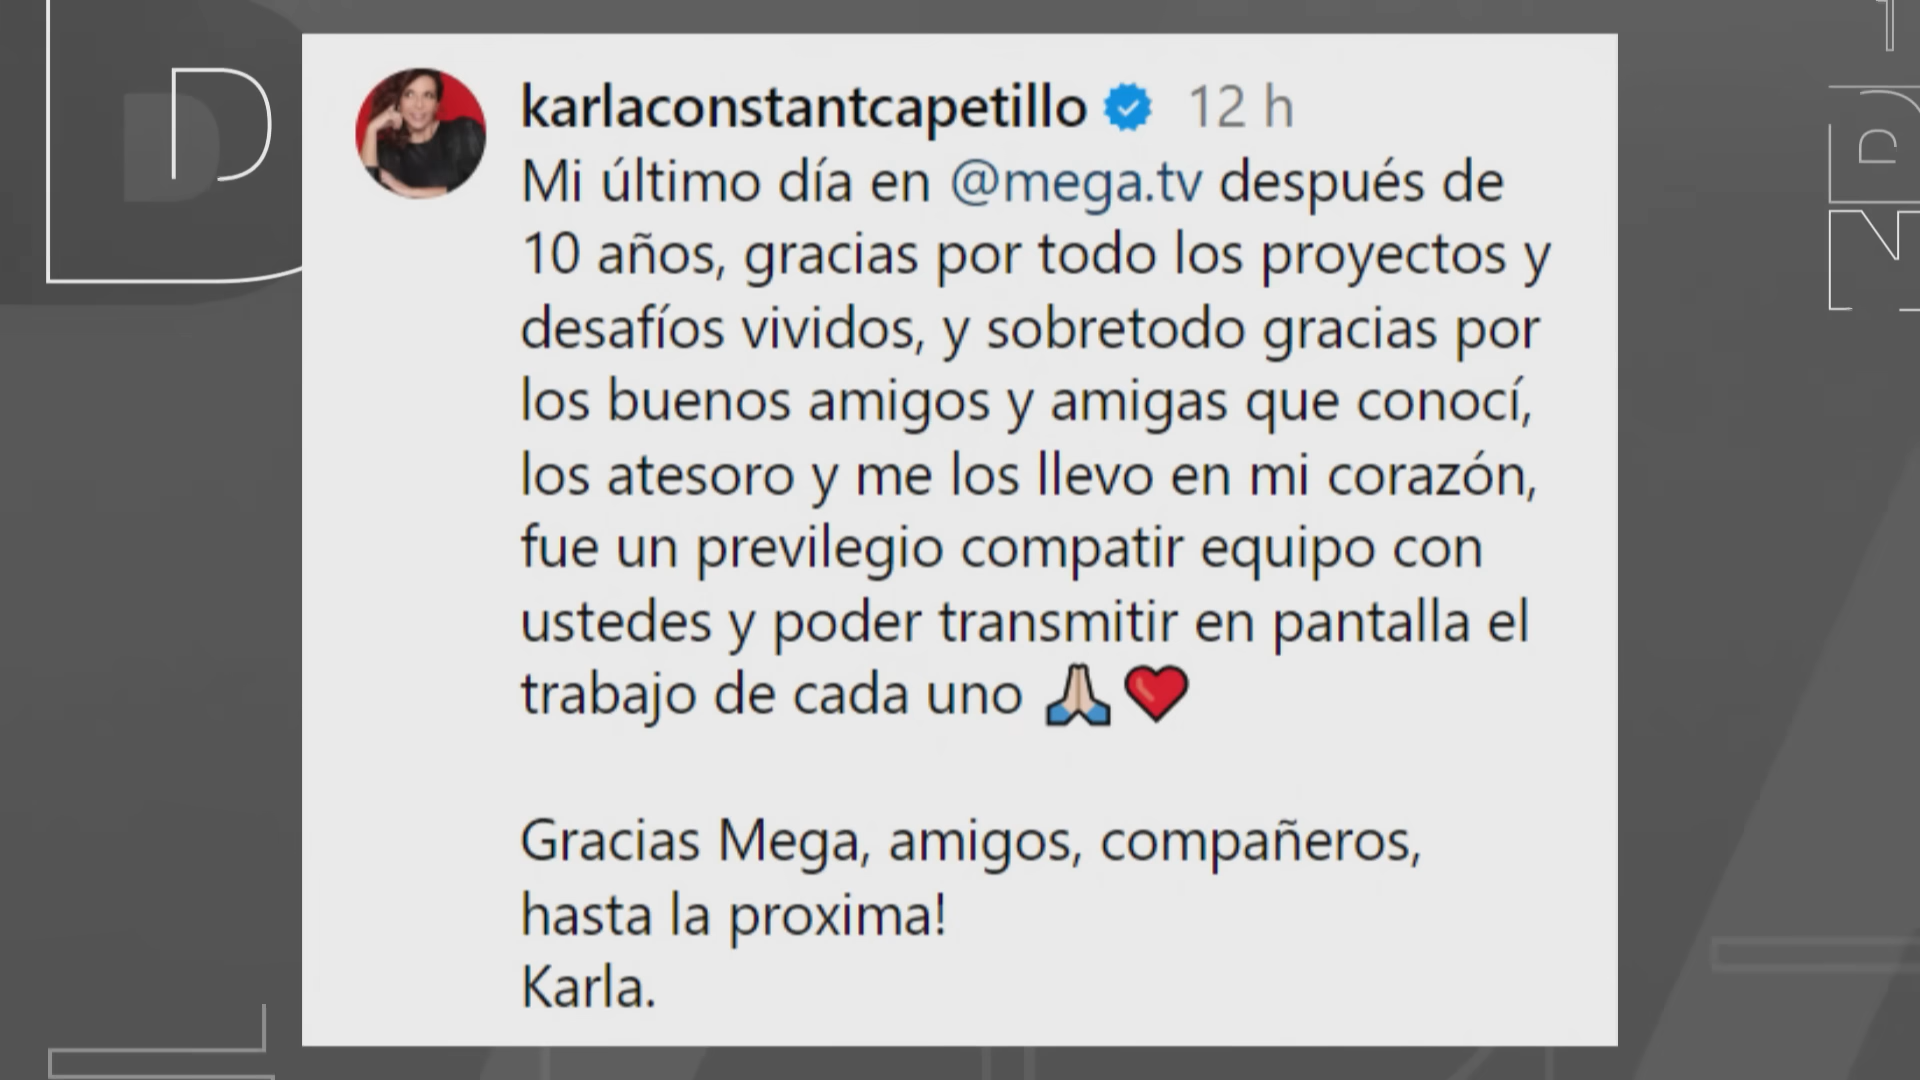 karlaconstantcapetillo 12 h
Mi último día en @mega.tv después de
10 años, gracias por todo los proyectos y
desafíos vividos, y sobretodo gracias por
los buenos amigos y amigas que conocí,
los atesoro y me los llevo en mi corazón,
fue un previlegio compatir equipo con
ustedes y poder transmitir en pantalla el
trabajo de cada uno 🙏🏻❤️
Gracias Mega, amigos, compañeros,
hasta la proxima!
Karla.